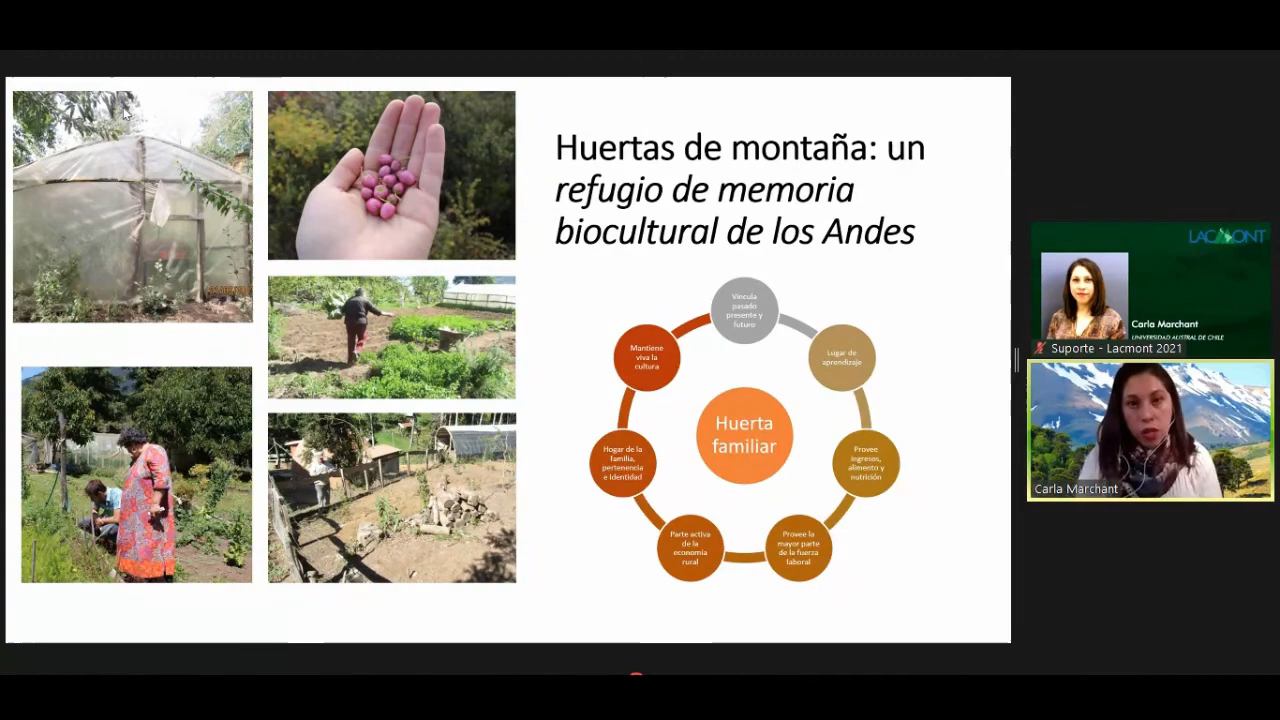 Huertas de montaña: un
refugio de memoria
biocultural de los Andes
Vincula
pasado
presente y
futuro
Lugar de
aprendizaje
Provee
ingresos,
alimento y
nutrición
Provee la
mayor parte
de la fuerza
laboral
Parte activa
de la
economía
rural
Hogar de la
familia,
pertenencia
e identidad
Mantiene
viva la
cultura
Huerta
familiar
LACMONT
Carla Marchant
UNIVERSIDAD AUSTRAL DE CHILE
Suporte - Lacmont 2021
Carla Marchant